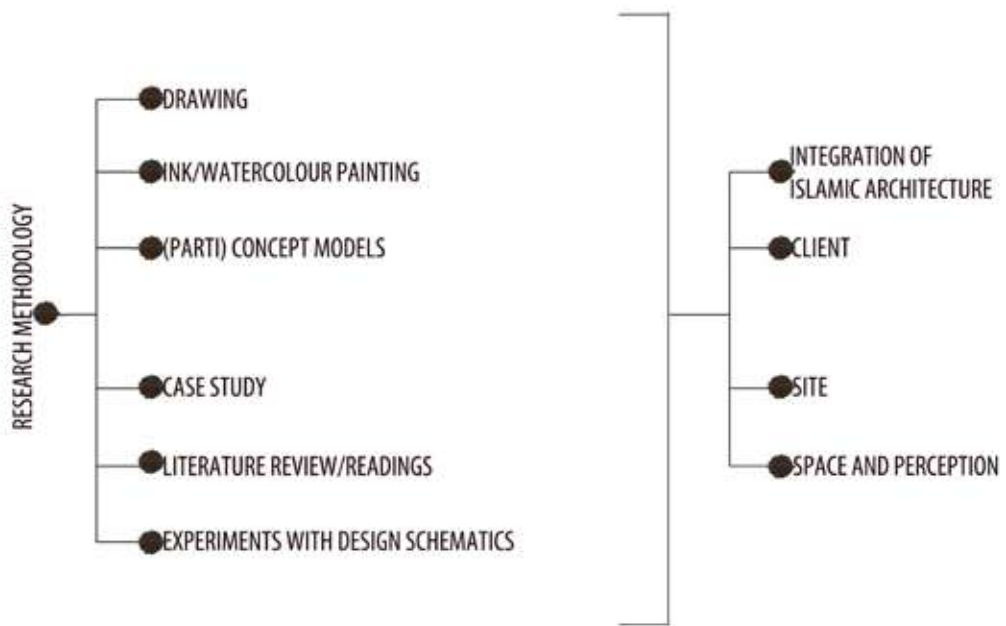 RESEARCH METHODOLOGY
DRAWING
INK/WATERCOLOUR PAINTING
(PARTI) CONCEPT MODELS
CASE STUDY
LITERATURE REVIEW/READINGS
EXPERIMENTS WITH DESIGN SCHEMATICS
INTEGRATION OF
ISLAMIC ARCHITECTURE
CLIENT
SITE
SPACE AND PERCEPTION